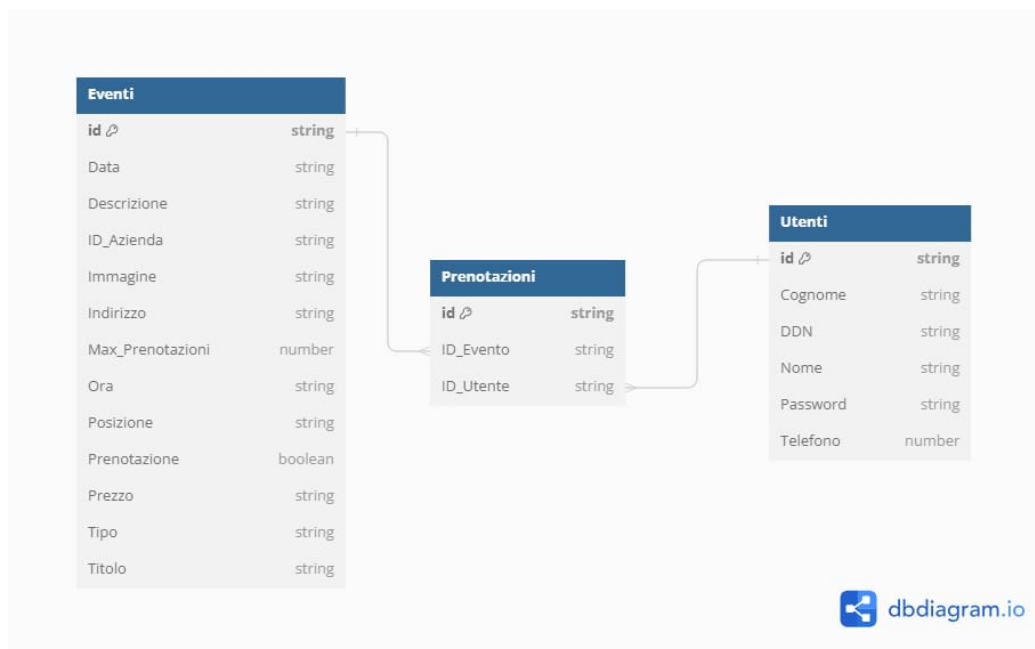 Eventi
id string
Data string
Descrizione string
ID_Azienda string
Immagine string
Indirizzo string
Max_Prenotazioni number
Ora string
Posizione string
Prenotazione boolean
Prezzo string
Tipo string
Titolo string
Prenotazioni
id string
ID_Evento string
ID_Utente string
Utenti
id string
Cognome string
DDN string
Nome string
Password string
Telefono number
dbdiagram.io